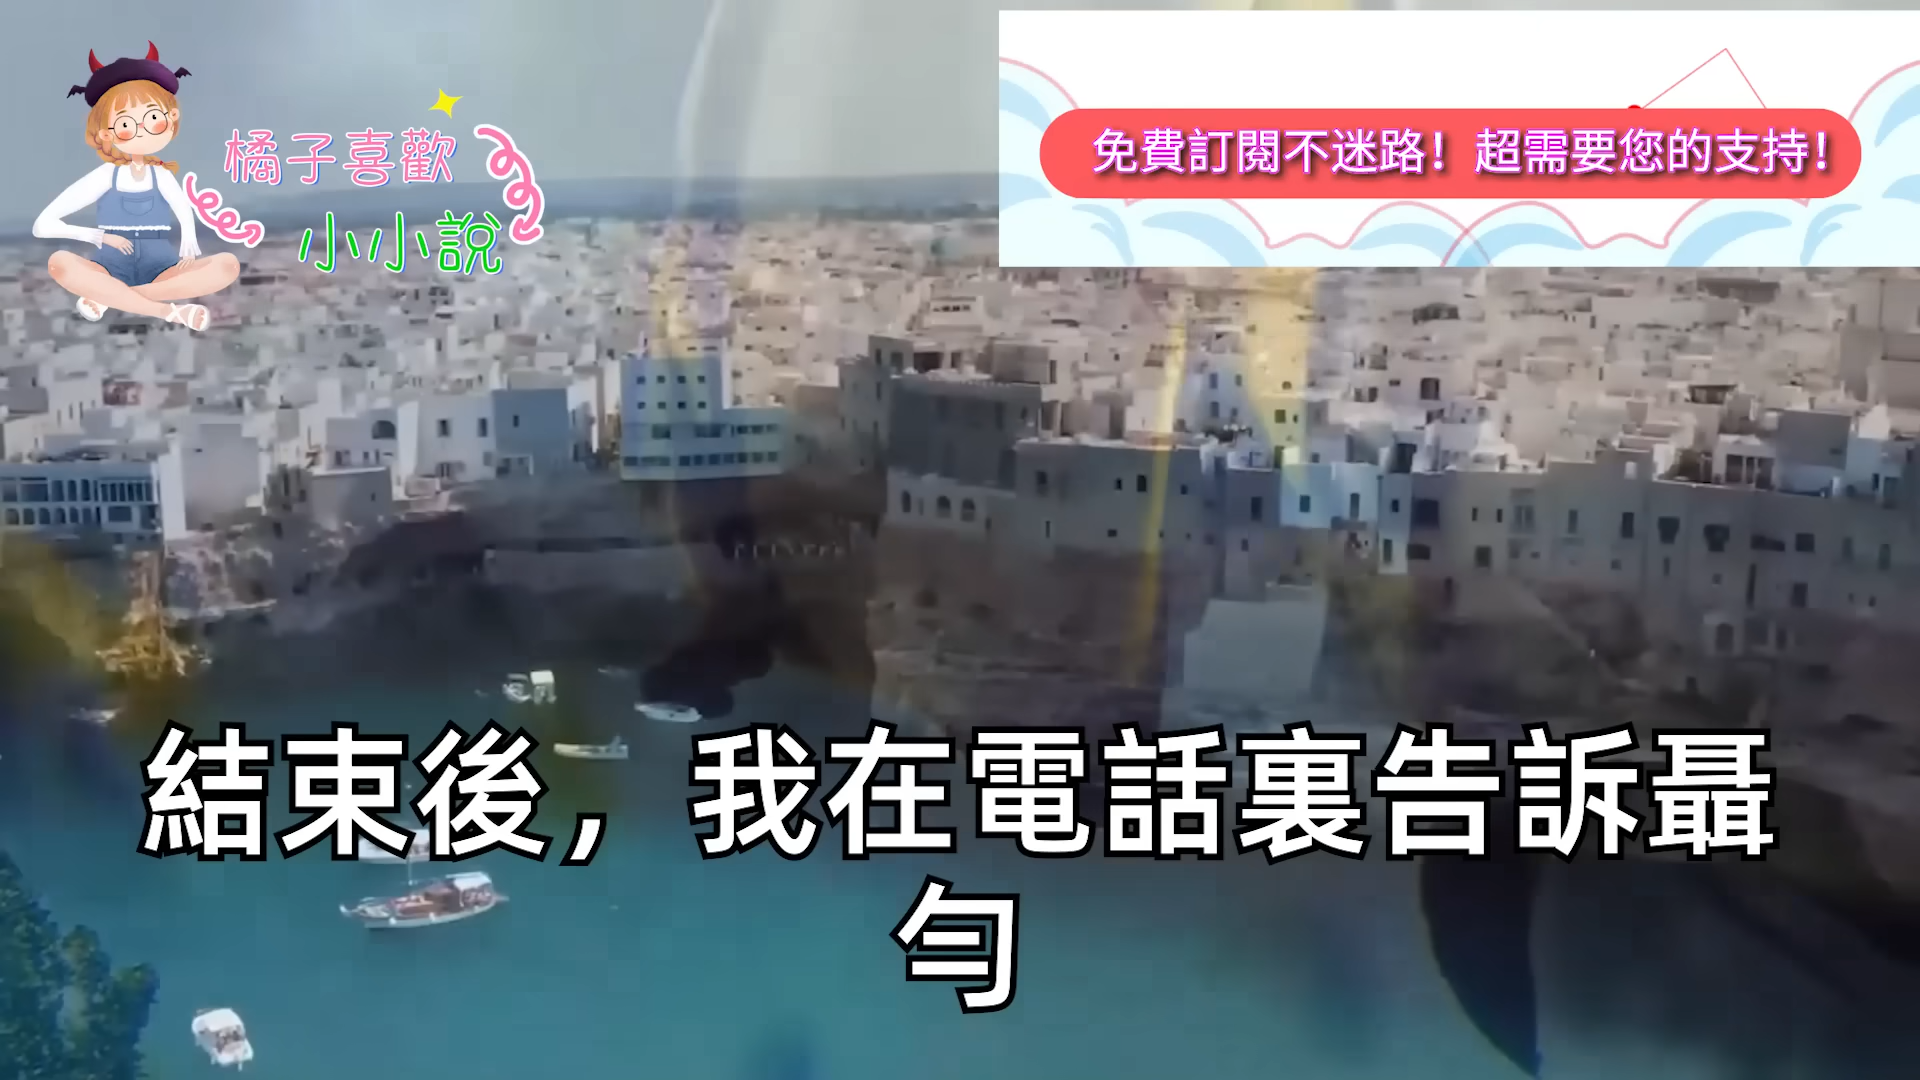 橘子喜歡
小小說
免費訂閱不迷路！超需要您的支持！
結束後，我在電話裏告訴聶
勻